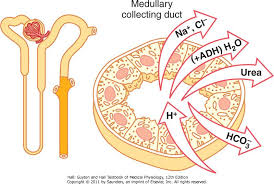 Medullary
collecting duct
Na⁺, Cl⁻
(+ADH) H₂O
Urea
H⁺
HCO₃⁻
Hall: Guyton and Hall Textbook of Medical Physiology, 12th Edition
Copyright © 2011 by Saunders, an imprint of Elsevier, Inc. All rights reserved.